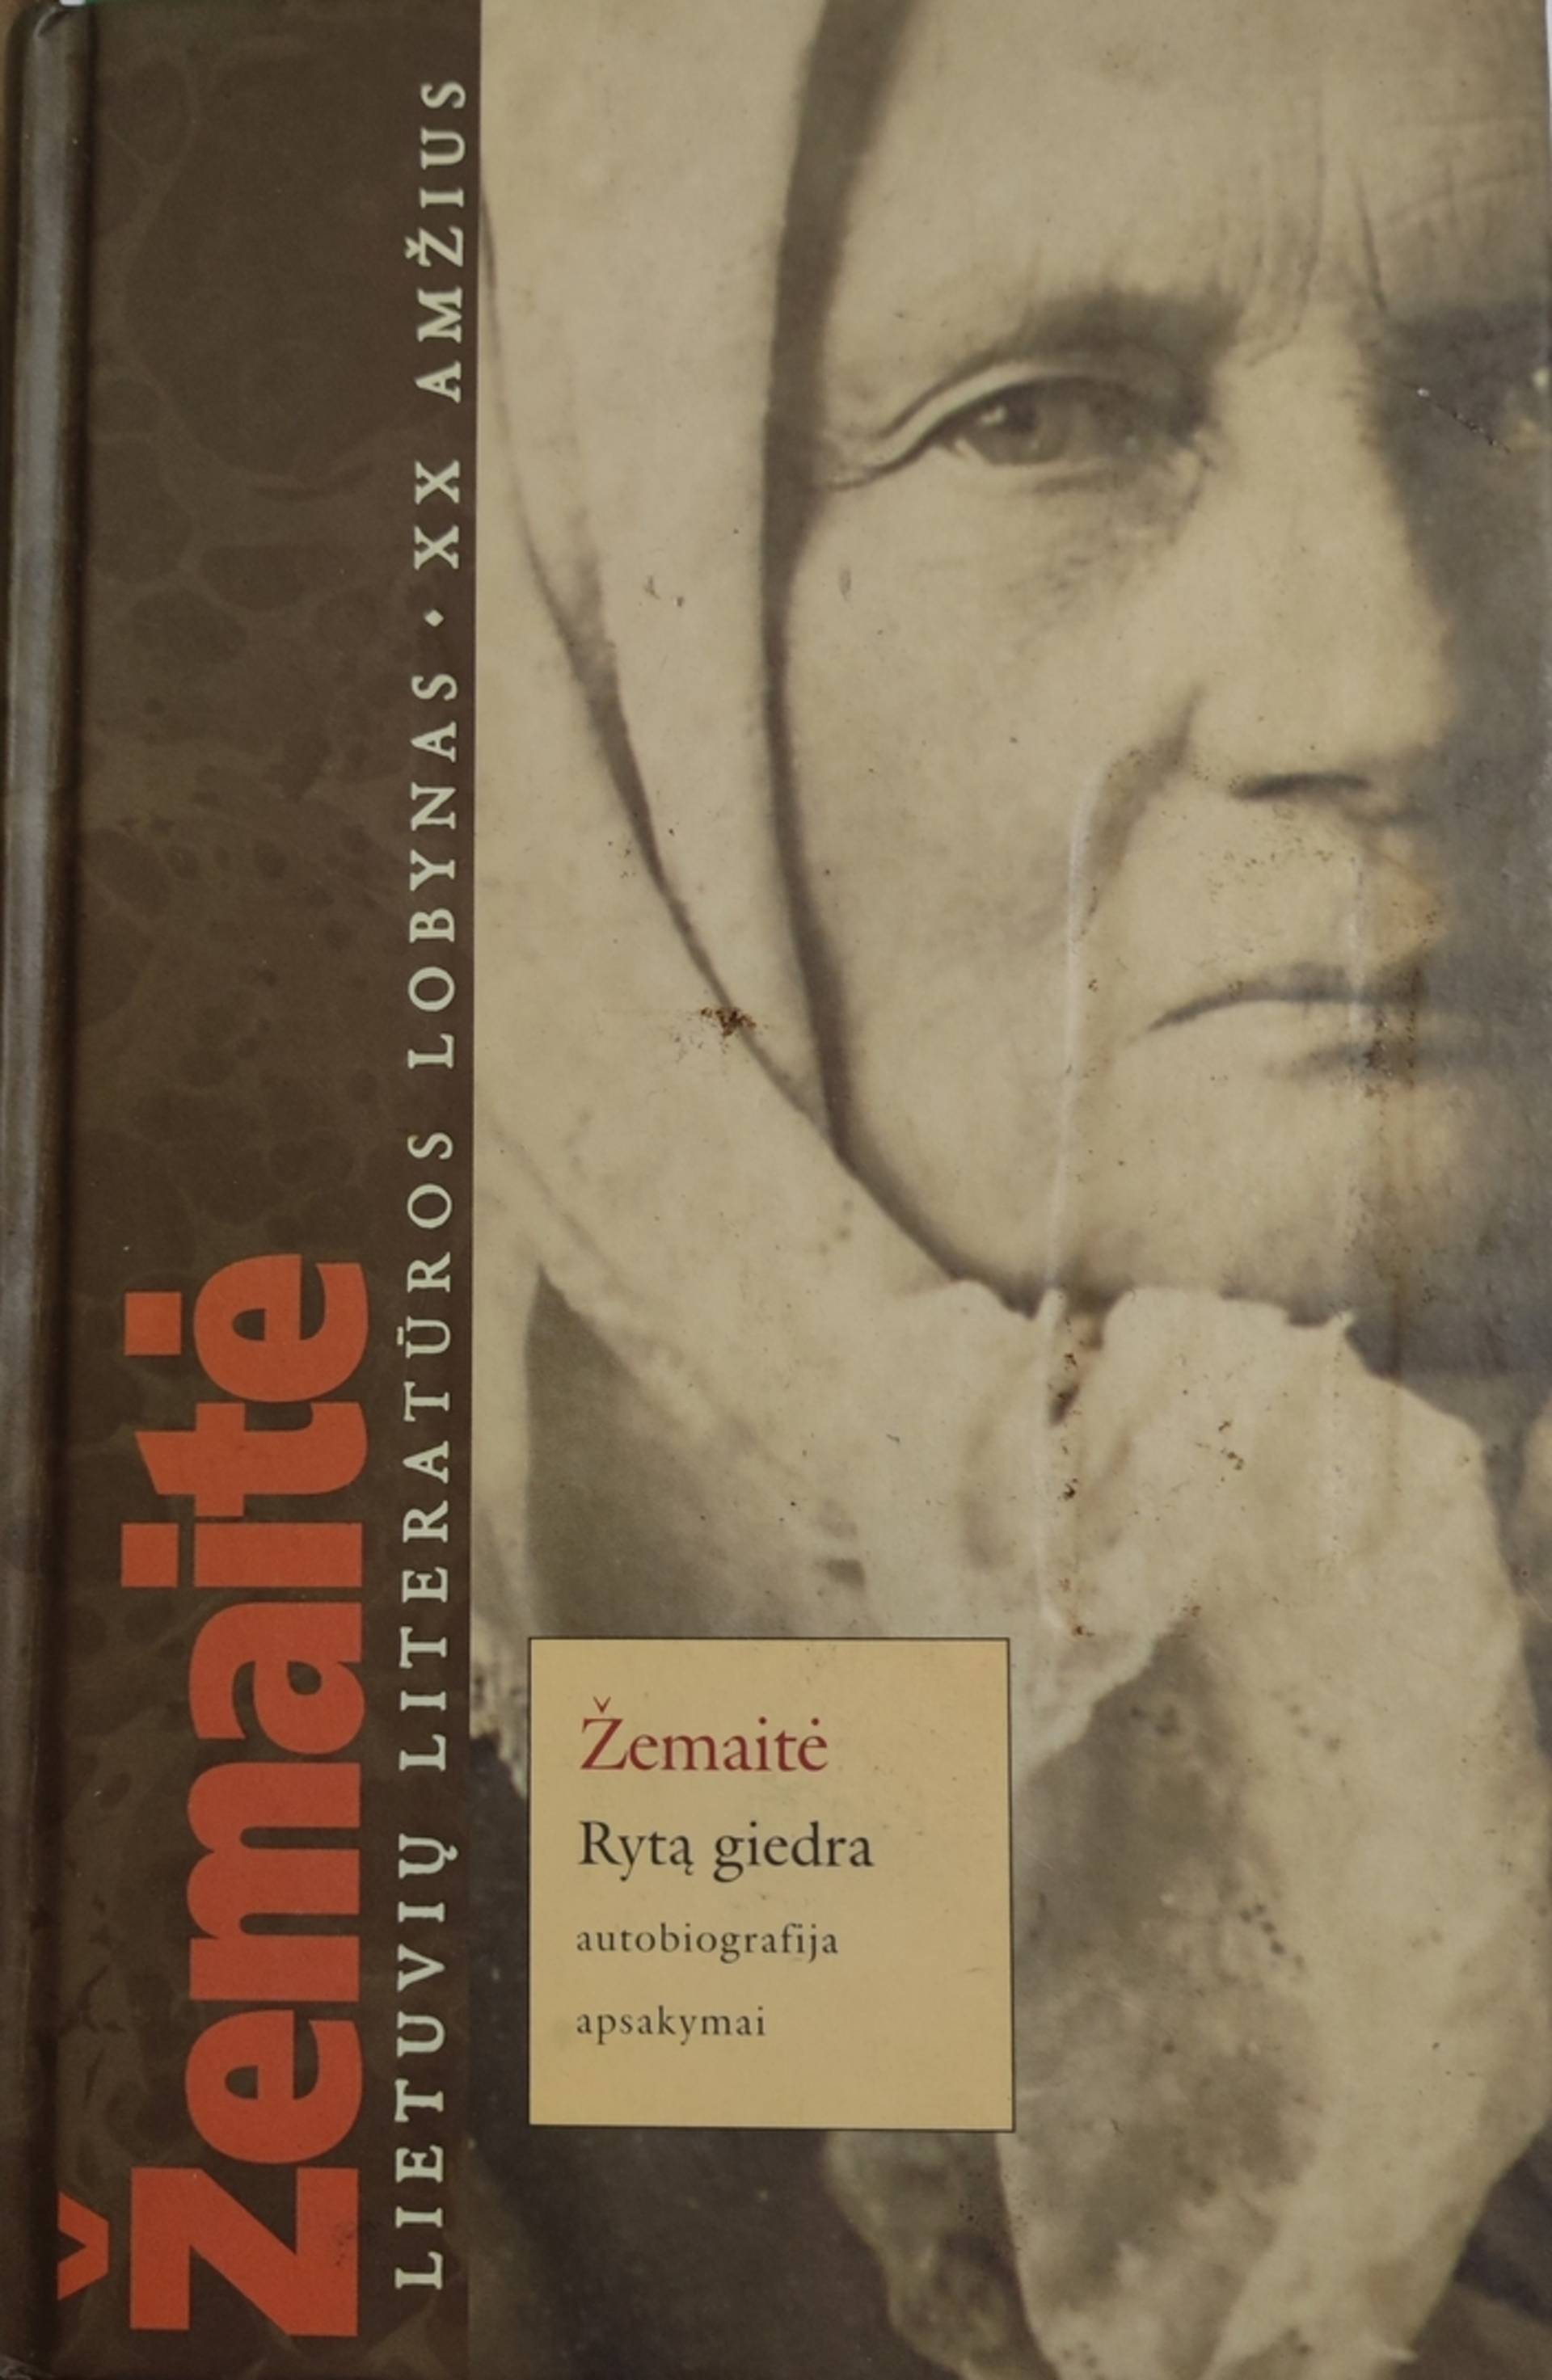 Žemaitė
LIETUVIŲ LITERATŪROS LOBYNAS · XX AMŽIUS
Žemaitė
Rytą giedra
autobiografija
apsakymai